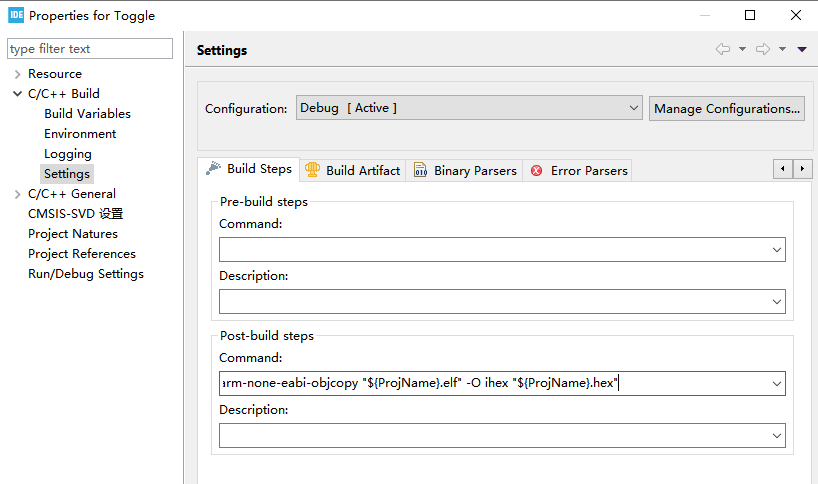 IDE Properties for Toggle
type filter text
Settings
Resource
C/C++ Build
Build Variables
Environment
Logging
Settings
C/C++ General
CMSIS-SVD 设置
Project Natures
Project References
Run/Debug Settings
Configuration: Debug [ Active ] Manage Configurations...
Build Steps Build Artifact 010 Binary Parsers Error Parsers
Pre-build steps
Command:
Description:
Post-build steps
Command:
arm-none-eabi-objcopy "${ProjName}.elf" -O ihex "${ProjName}.hex"
Description: